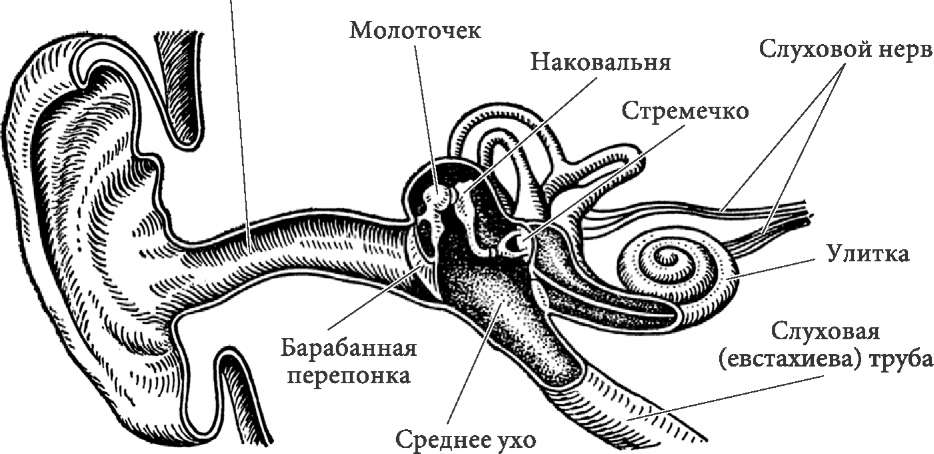 Молоточек
Наковальня
Слуховой нерв
Стремечко
Улитка
Барабанная
перепонка
Слуховая
(евстахиева) труба
Среднее ухо